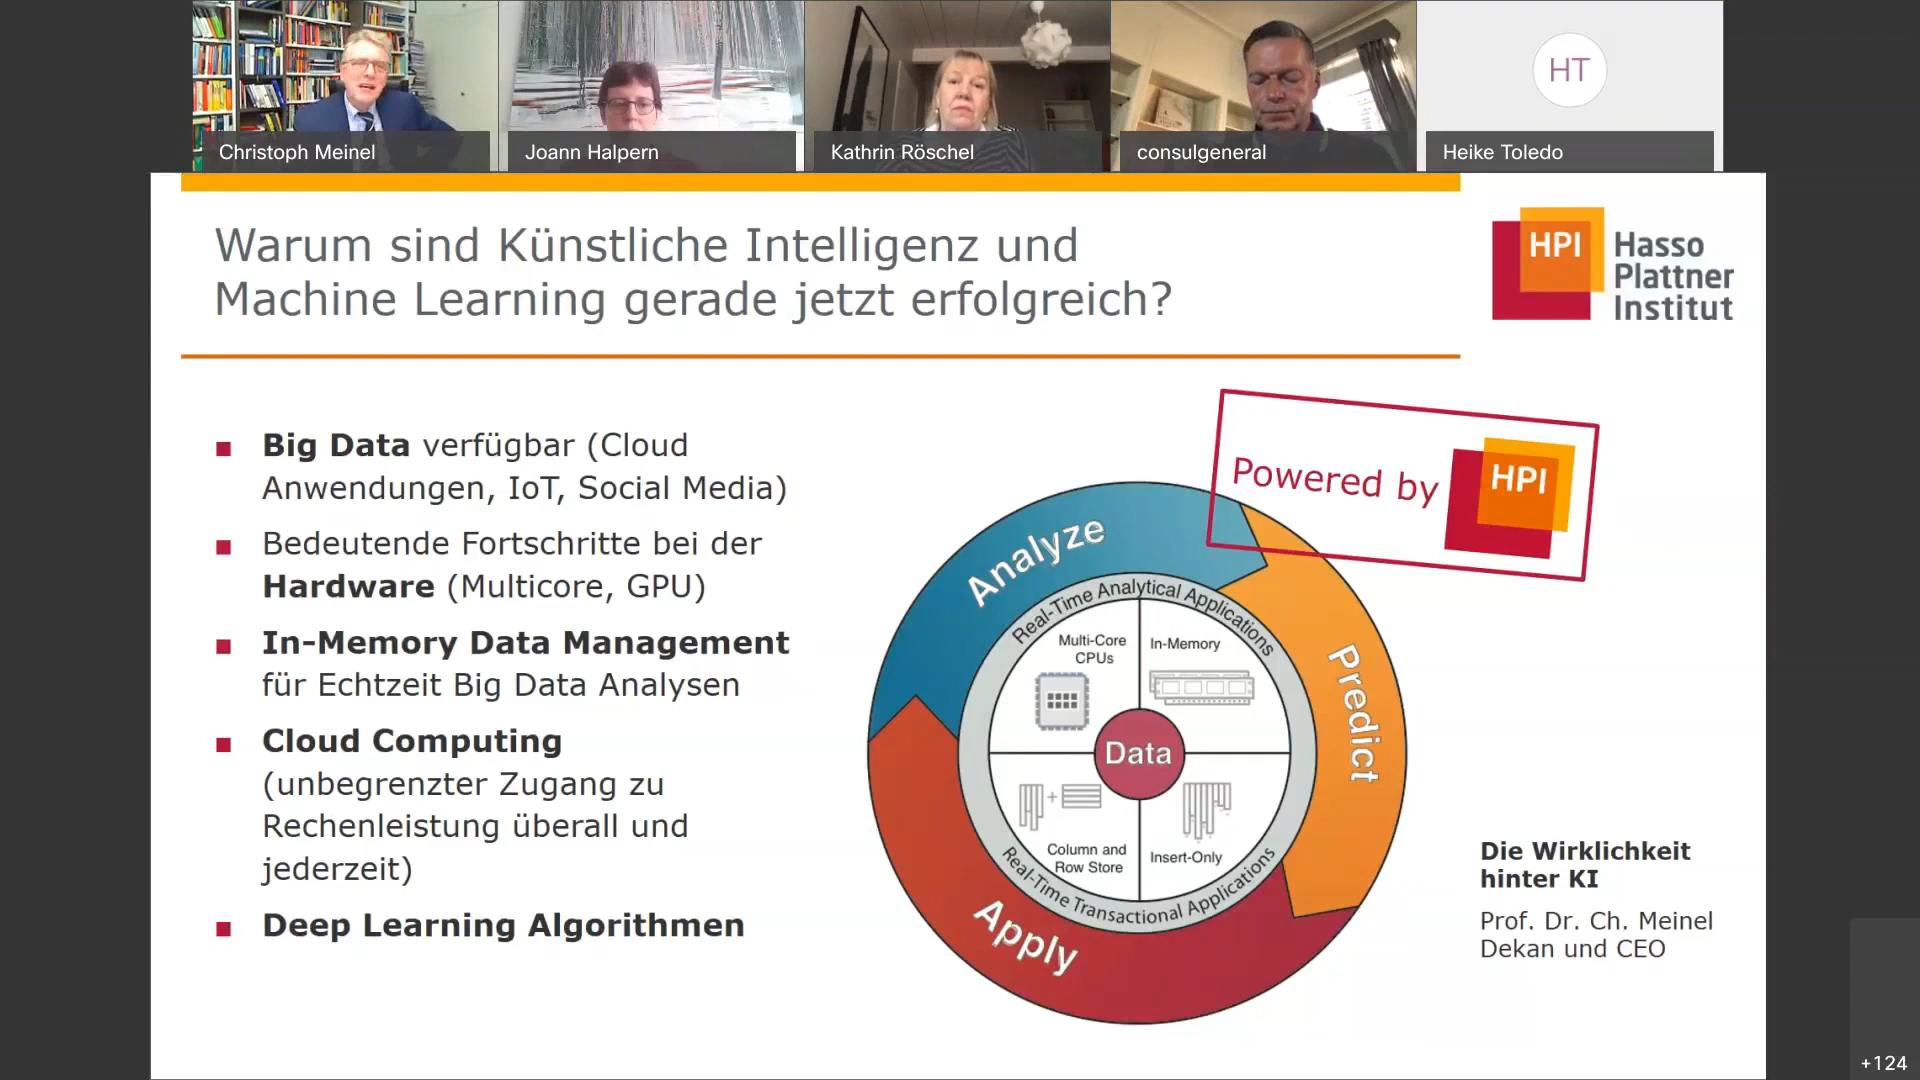 Christoph Meinel
Joann Halpern
Kathrin Röschel
consulgeneral
HT
Heike Toledo
Warum sind Künstliche Intelligenz und
Machine Learning gerade jetzt erfolgreich?
HPI
Hasso
Plattner
Institut
■ Big Data verfügbar (Cloud
Anwendungen, IoT, Social Media)
■ Bedeutende Fortschritte bei der
Hardware (Multicore, GPU)
■ In-Memory Data Management
für Echtzeit Big Data Analysen
■ Cloud Computing
(unbegrenzter Zugang zu
Rechenleistung überall und
jederzeit)
■ Deep Learning Algorithmen
Powered by HPI
Analyze
Predict
Apply
Real-Time Analytical Applications
Multi-Core
CPUs
In-Memory
Data
+
Column and
Row Store
Insert-Only
Real-Time Transactional Applications
Die Wirklichkeit
hinter KI
Prof. Dr. Ch. Meinel
Dekan und CEO
+124